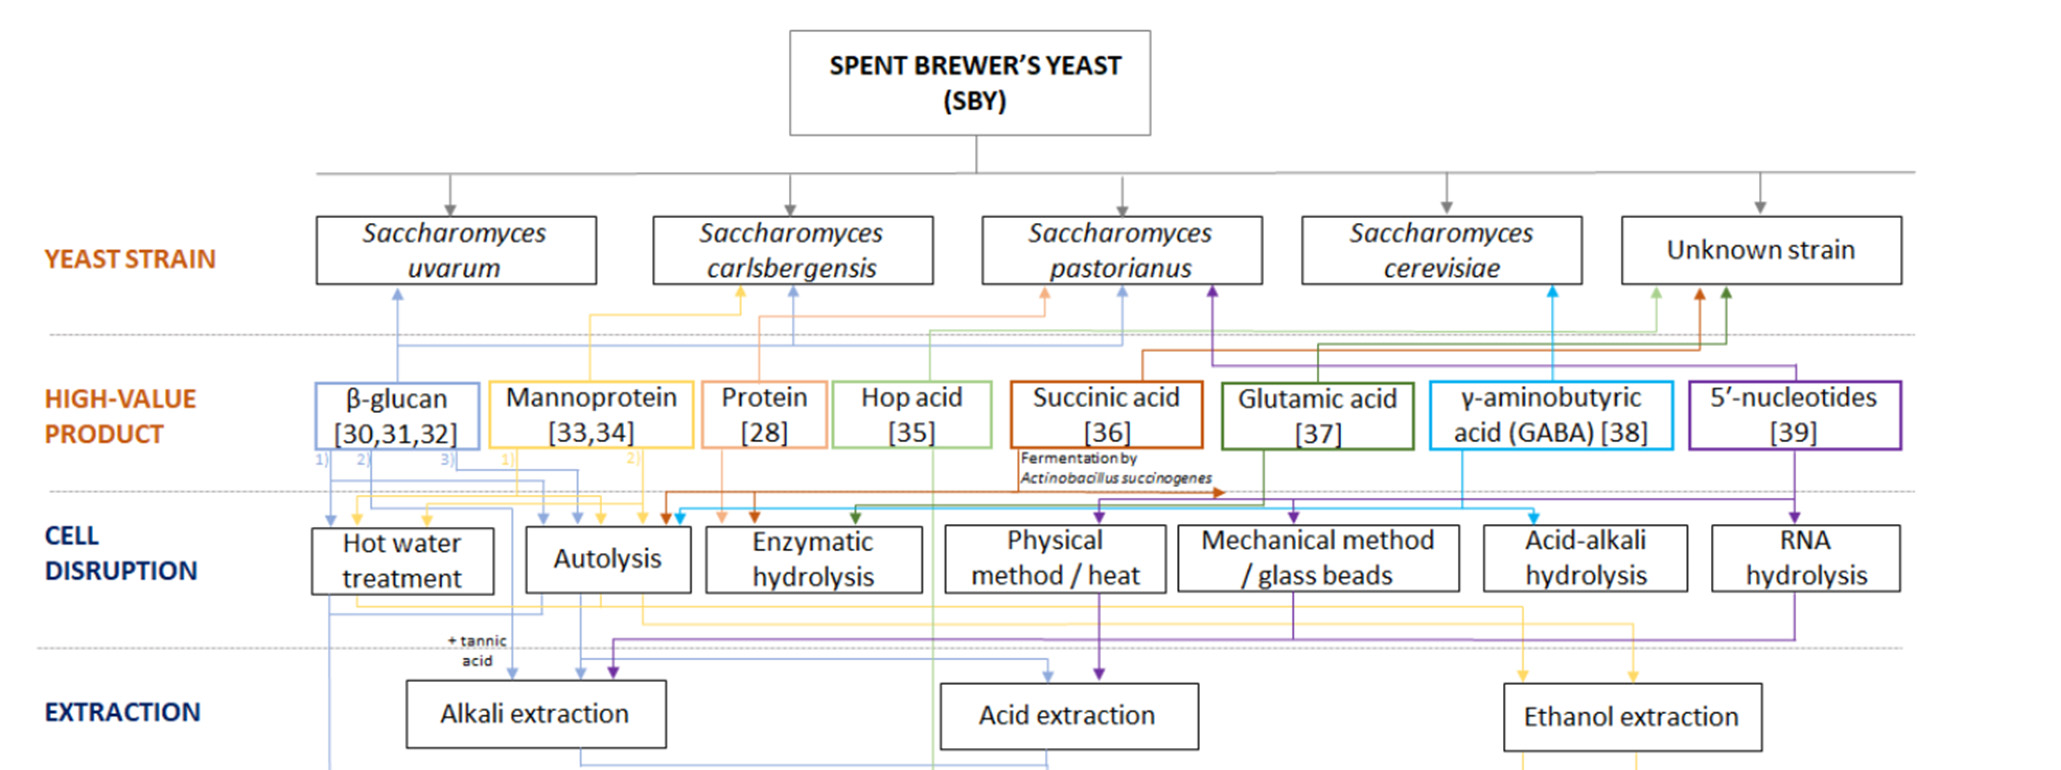 SPENT BREWER’S YEAST
(SBY)
YEAST STRAIN
Saccharomyces
uvarum
Saccharomyces
carlsbergensis
Saccharomyces
pastorianus
Saccharomyces
cerevisiae
Unknown strain
HIGH-VALUE
PRODUCT
β-glucan
[30,31,32]
Mannoprotein
[33,34]
Protein
[28]
Hop acid
[35]
Succinic acid
[36]
Glutamic acid
[37]
γ-aminobutyric
acid (GABA) [38]
5′-nucleotides
[39]
1)
2)
3)
1)
2)
Fermentation by
Actinobacillus succinogenes
CELL
DISRUPTION
Hot water
treatment
Autolysis
Enzymatic
hydrolysis
Physical
method / heat
Mechanical method
/ glass beads
Acid-alkali
hydrolysis
RNA
hydrolysis
+ tannic
acid
EXTRACTION
Alkali extraction
Acid extraction
Ethanol extraction